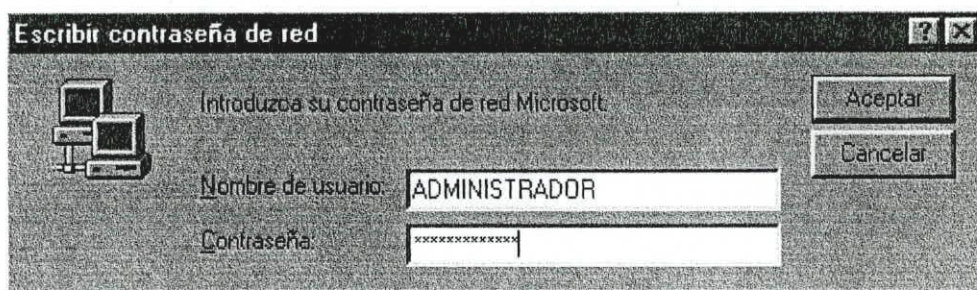 Escribir contraseña de red
Introduzca su contraseña de red Microsoft.
Aceptar
Cancelar
Nombre de usuario:
ADMINISTRADOR
Contraseña:
*************